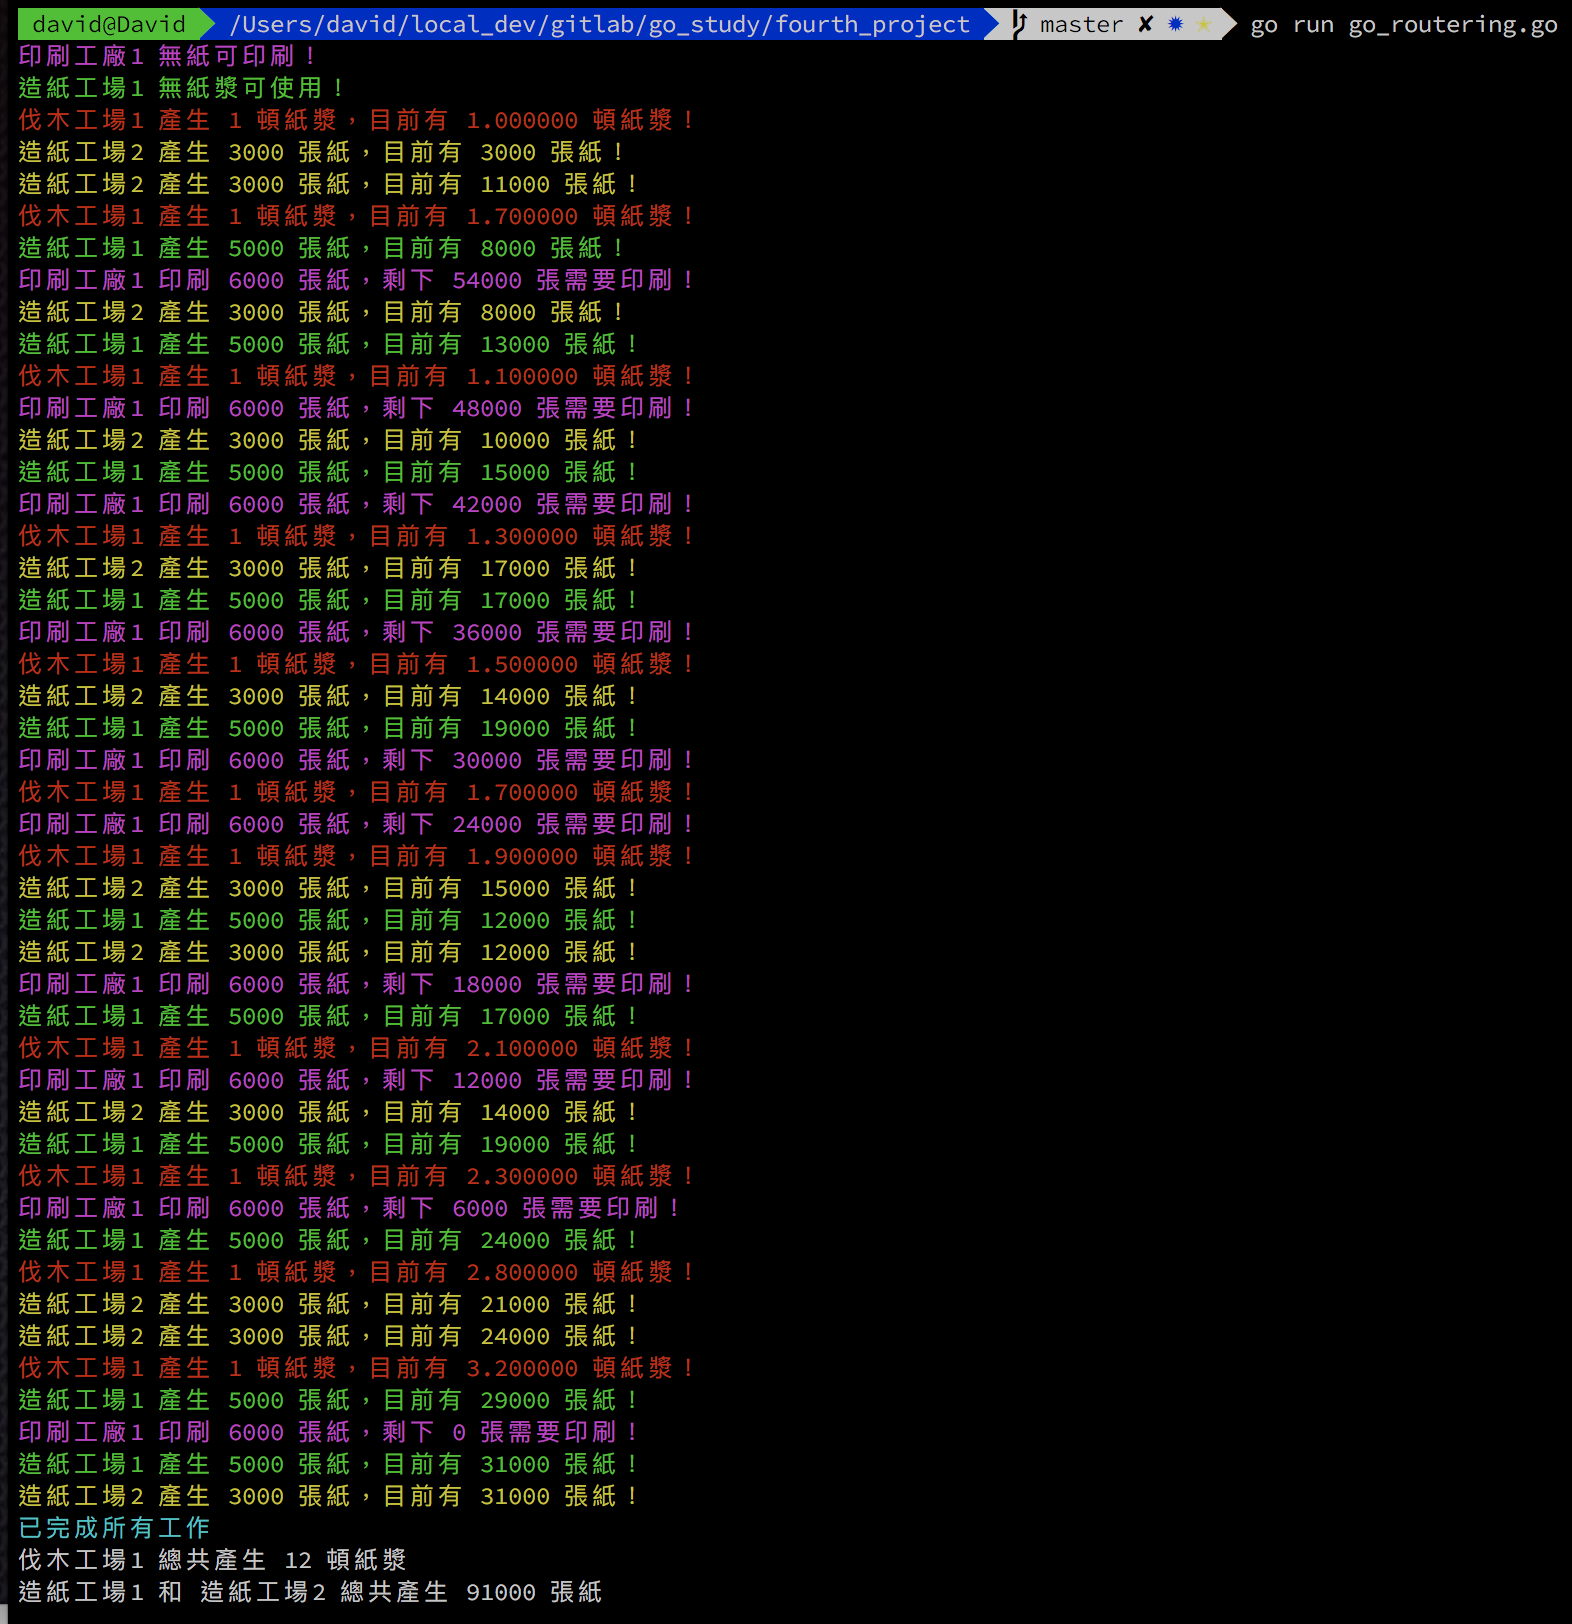 david@David /Users/david/local_dev/gitlab/go_study/fourth_project master ✘ ✹ ✭ go run go_routering.go
印刷工廠1 無紙可印刷！
造紙工場1 無紙漿可使用！
伐木工場1 產生 1 頓紙漿，目前有 1.000000 頓紙漿！
造紙工場2 產生 3000 張紙，目前有 3000 張紙！
造紙工場2 產生 3000 張紙，目前有 11000 張紙！
伐木工場1 產生 1 頓紙漿，目前有 1.700000 頓紙漿！
造紙工場1 產生 5000 張紙，目前有 8000 張紙！
印刷工廠1 印刷 6000 張紙，剩下 54000 張需要印刷！
造紙工場2 產生 3000 張紙，目前有 8000 張紙！
造紙工場1 產生 5000 張紙，目前有 13000 張紙！
伐木工場1 產生 1 頓紙漿，目前有 1.100000 頓紙漿！
印刷工廠1 印刷 6000 張紙，剩下 48000 張需要印刷！
造紙工場2 產生 3000 張紙，目前有 10000 張紙！
造紙工場1 產生 5000 張紙，目前有 15000 張紙！
印刷工廠1 印刷 6000 張紙，剩下 42000 張需要印刷！
伐木工場1 產生 1 頓紙漿，目前有 1.300000 頓紙漿！
造紙工場2 產生 3000 張紙，目前有 17000 張紙！
造紙工場1 產生 5000 張紙，目前有 17000 張紙！
印刷工廠1 印刷 6000 張紙，剩下 36000 張需要印刷！
伐木工場1 產生 1 頓紙漿，目前有 1.500000 頓紙漿！
造紙工場2 產生 3000 張紙，目前有 14000 張紙！
造紙工場1 產生 5000 張紙，目前有 19000 張紙！
印刷工廠1 印刷 6000 張紙，剩下 30000 張需要印刷！
伐木工場1 產生 1 頓紙漿，目前有 1.700000 頓紙漿！
印刷工廠1 印刷 6000 張紙，剩下 24000 張需要印刷！
伐木工場1 產生 1 頓紙漿，目前有 1.900000 頓紙漿！
造紙工場2 產生 3000 張紙，目前有 15000 張紙！
造紙工場1 產生 5000 張紙，目前有 12000 張紙！
造紙工場2 產生 3000 張紙，目前有 12000 張紙！
印刷工廠1 印刷 6000 張紙，剩下 18000 張需要印刷！
造紙工場1 產生 5000 張紙，目前有 17000 張紙！
伐木工場1 產生 1 頓紙漿，目前有 2.100000 頓紙漿！
印刷工廠1 印刷 6000 張紙，剩下 12000 張需要印刷！
造紙工場2 產生 3000 張紙，目前有 14000 張紙！
造紙工場1 產生 5000 張紙，目前有 19000 張紙！
伐木工場1 產生 1 頓紙漿，目前有 2.300000 頓紙漿！
印刷工廠1 印刷 6000 張紙，剩下 6000 張需要印刷！
造紙工場1 產生 5000 張紙，目前有 24000 張紙！
伐木工場1 產生 1 頓紙漿，目前有 2.800000 頓紙漿！
造紙工場2 產生 3000 張紙，目前有 21000 張紙！
造紙工場2 產生 3000 張紙，目前有 24000 張紙！
伐木工場1 產生 1 頓紙漿，目前有 3.200000 頓紙漿！
造紙工場1 產生 5000 張紙，目前有 29000 張紙！
印刷工廠1 印刷 6000 張紙，剩下 0 張需要印刷！
造紙工場1 產生 5000 張紙，目前有 31000 張紙！
造紙工場2 產生 3000 張紙，目前有 31000 張紙！
已完成所有工作
伐木工場1 總共產生 12 頓紙漿
造紙工場1 和 造紙工場2 總共產生 91000 張紙